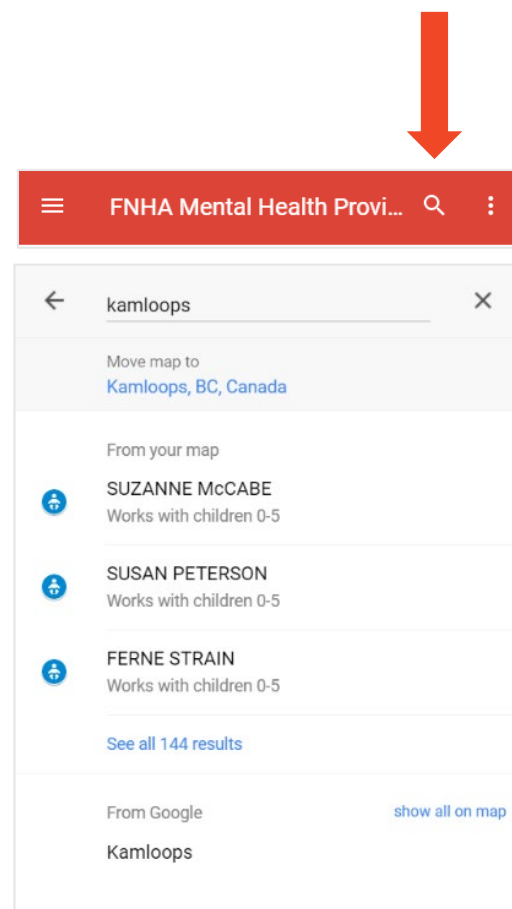 FNHA Mental Health Provi...
kamloops
Move map to
Kamloops, BC, Canada
From your map
SUZANNE McCABE
Works with children 0-5
SUSAN PETERSON
Works with children 0-5
FERNE STRAIN
Works with children 0-5
See all 144 results
From Google show all on map
Kamloops